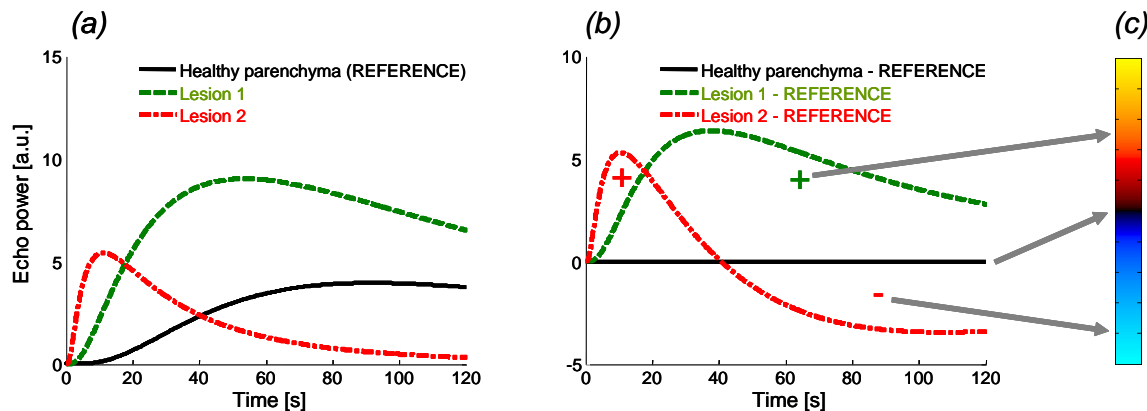 (a)
15
10
5
0
Echo power [a.u.]
Healthy parenchyma (REFERENCE)
Lesion 1
Lesion 2
0 20 40 60 80 100 120
Time [s]
(b)
10
5
0
-5
Healthy parenchyma - REFERENCE
Lesion 1 - REFERENCE
Lesion 2 - REFERENCE
+
+
-
0 20 40 60 80 100 120
Time [s]
(c)